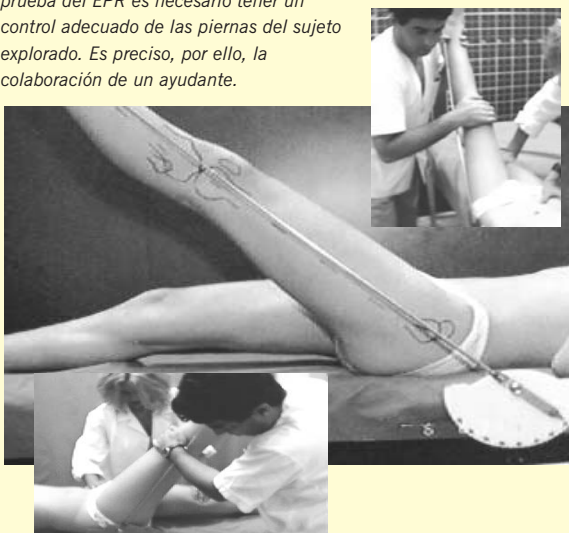 prueba del EPR es necesario tener un
control adecuado de las piernas del sujeto
explorado. Es preciso, por ello, la
colaboración de un ayudante.